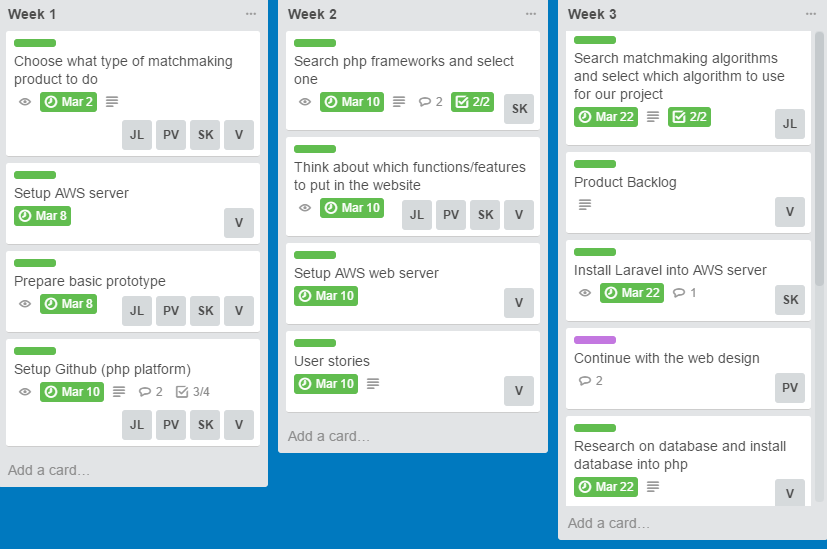 Week 1
Choose what type of matchmaking
product to do
Mar 2
JL PV SK V
Setup AWS server
Mar 8
V
Prepare basic prototype
Mar 8
JL PV SK V
Setup Github (php platform)
Mar 10 2 3/4
JL PV SK V
Add a card...
Week 2
Search php frameworks and select
one
Mar 10 2 2/2
SK
Think about which functions/features
to put in the website
Mar 10
JL PV SK V
Setup AWS web server
Mar 10
V
User stories
Mar 10
V
Add a card...
Week 3
Search matchmaking algorithms
and select which algorithm to use
for our project
Mar 22 2/2
JL
Product Backlog
V
Install Laravel into AWS server
Mar 22 1
SK
Continue with the web design
2
PV
Research on database and install
database into php
Mar 22
V
Add a card...